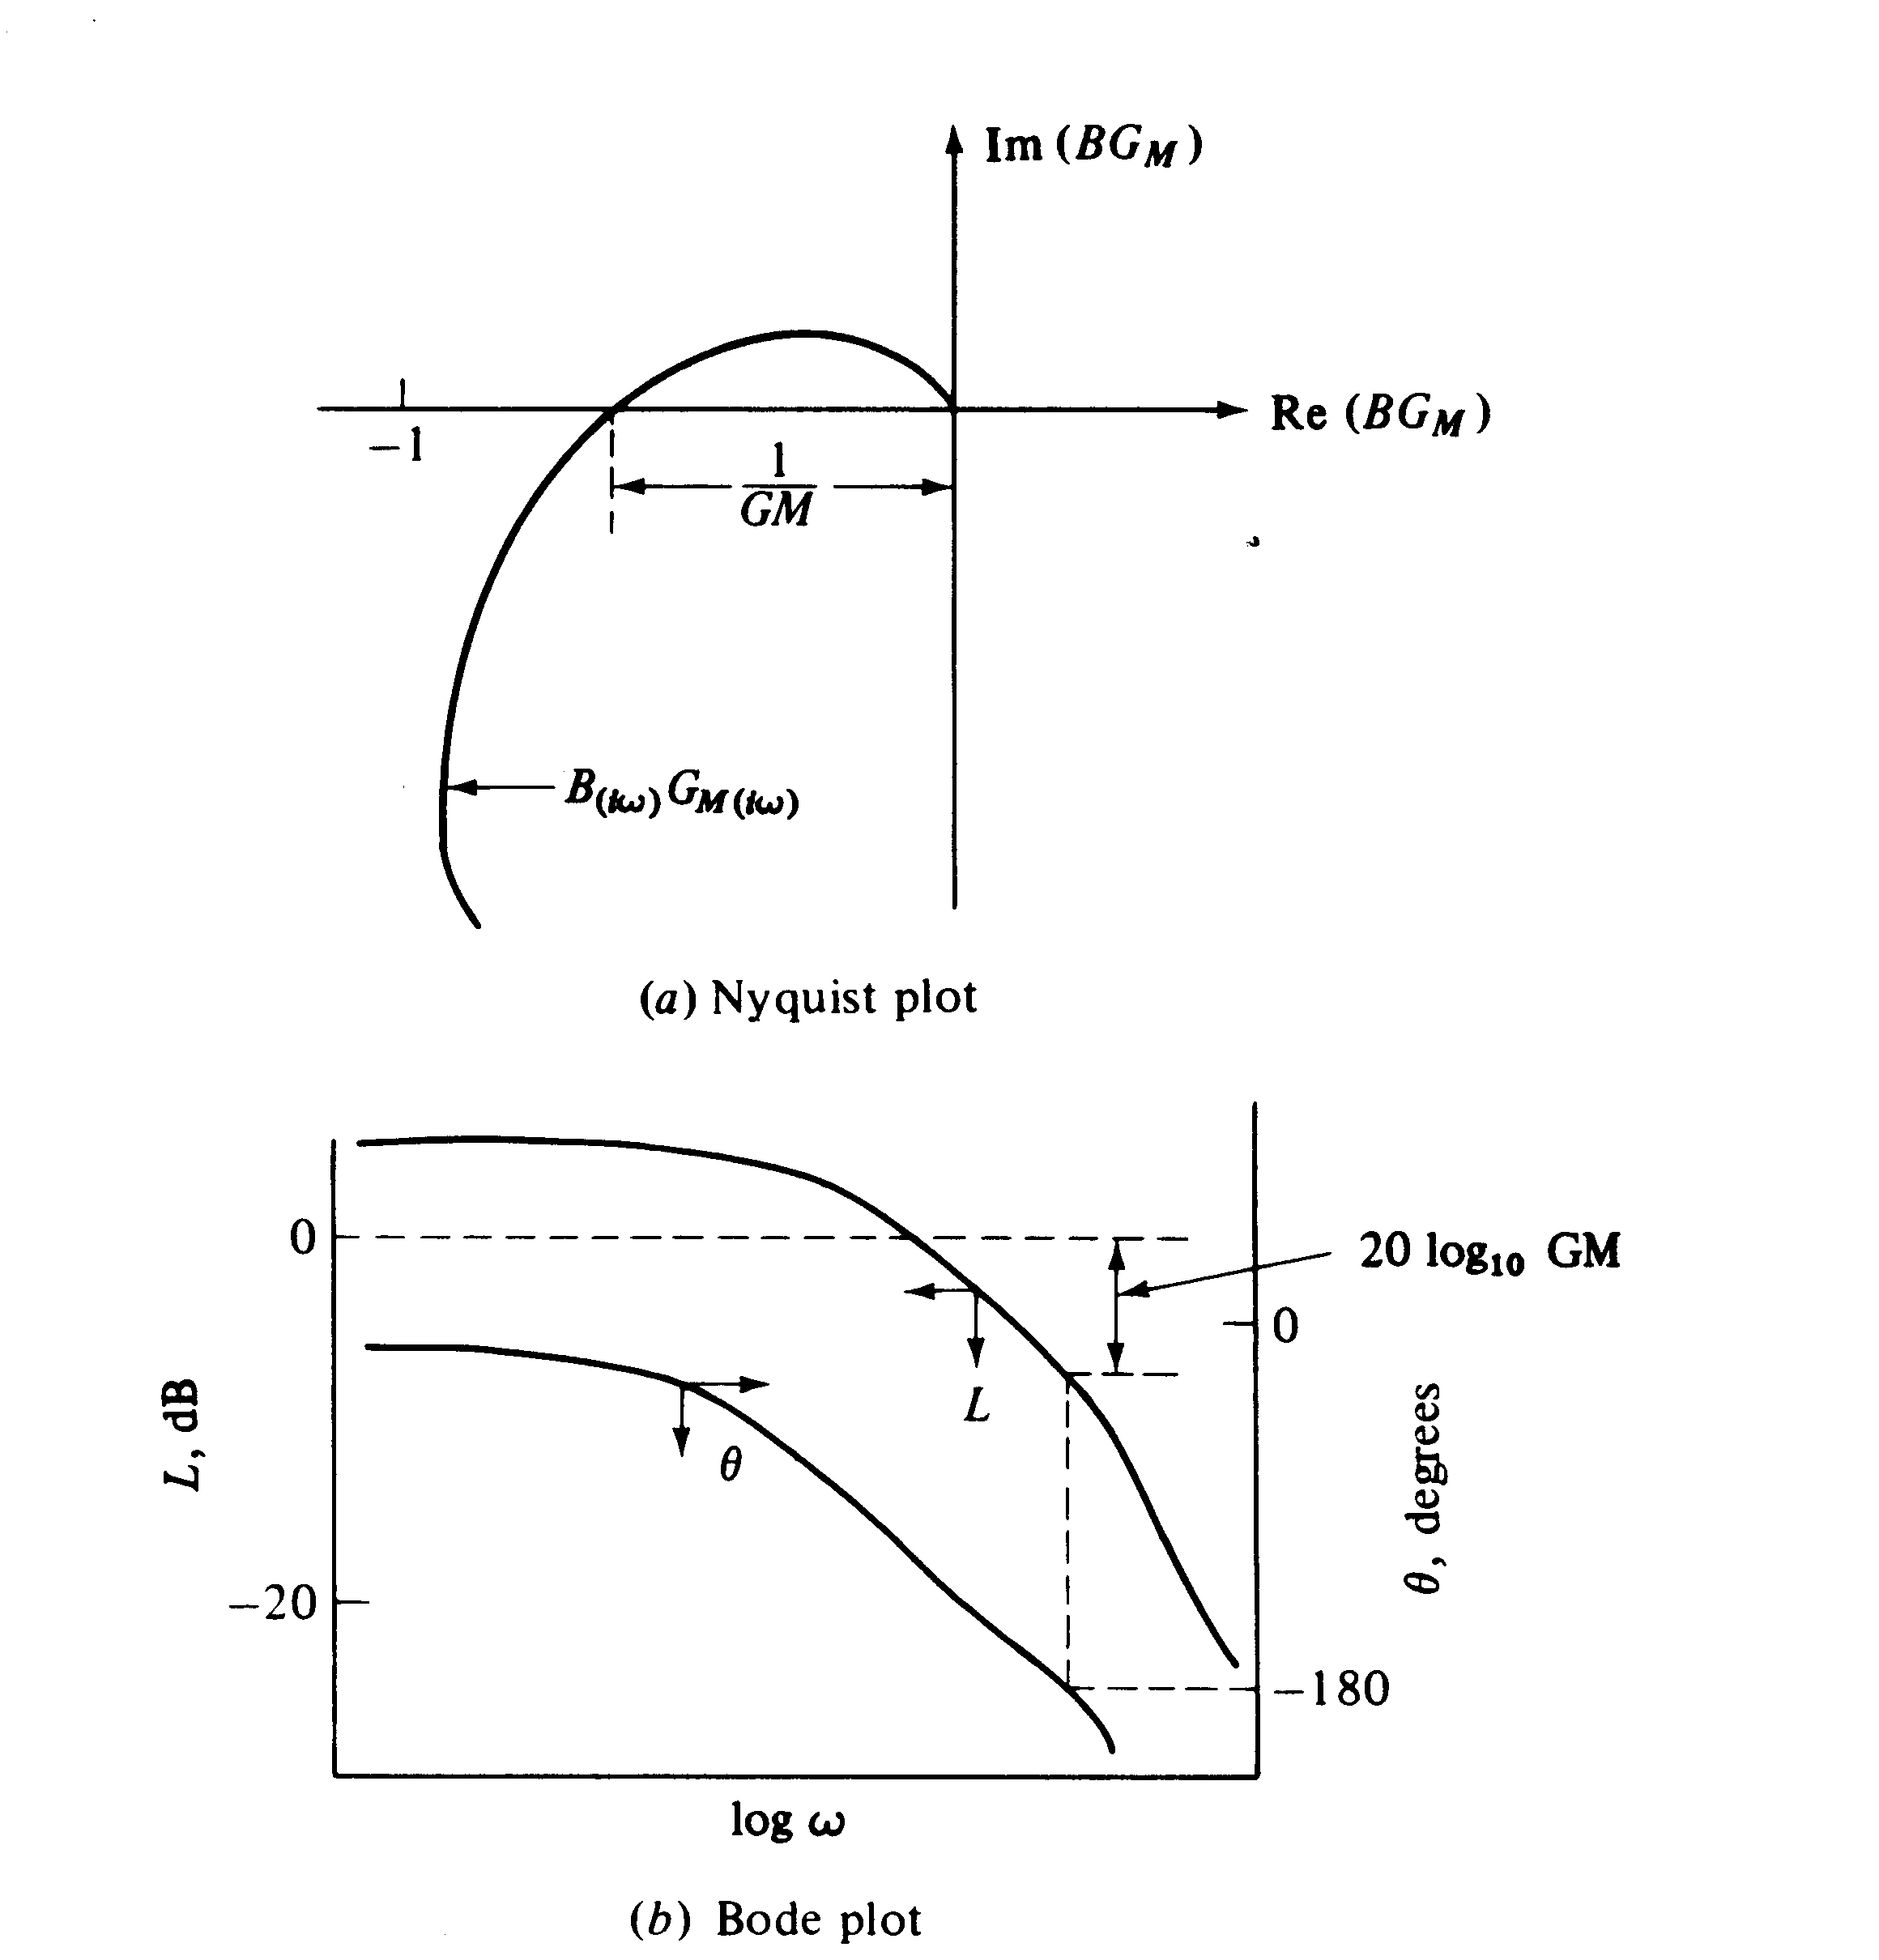 Im (BG_M)
Re (BG_M)
−1
1
GM
B(iω) G_M(iω)
(a) Nyquist plot
0
20 log₁₀ GM
0
L
L, dB
θ
θ, degrees
−20
−180
log ω
(b) Bode plot